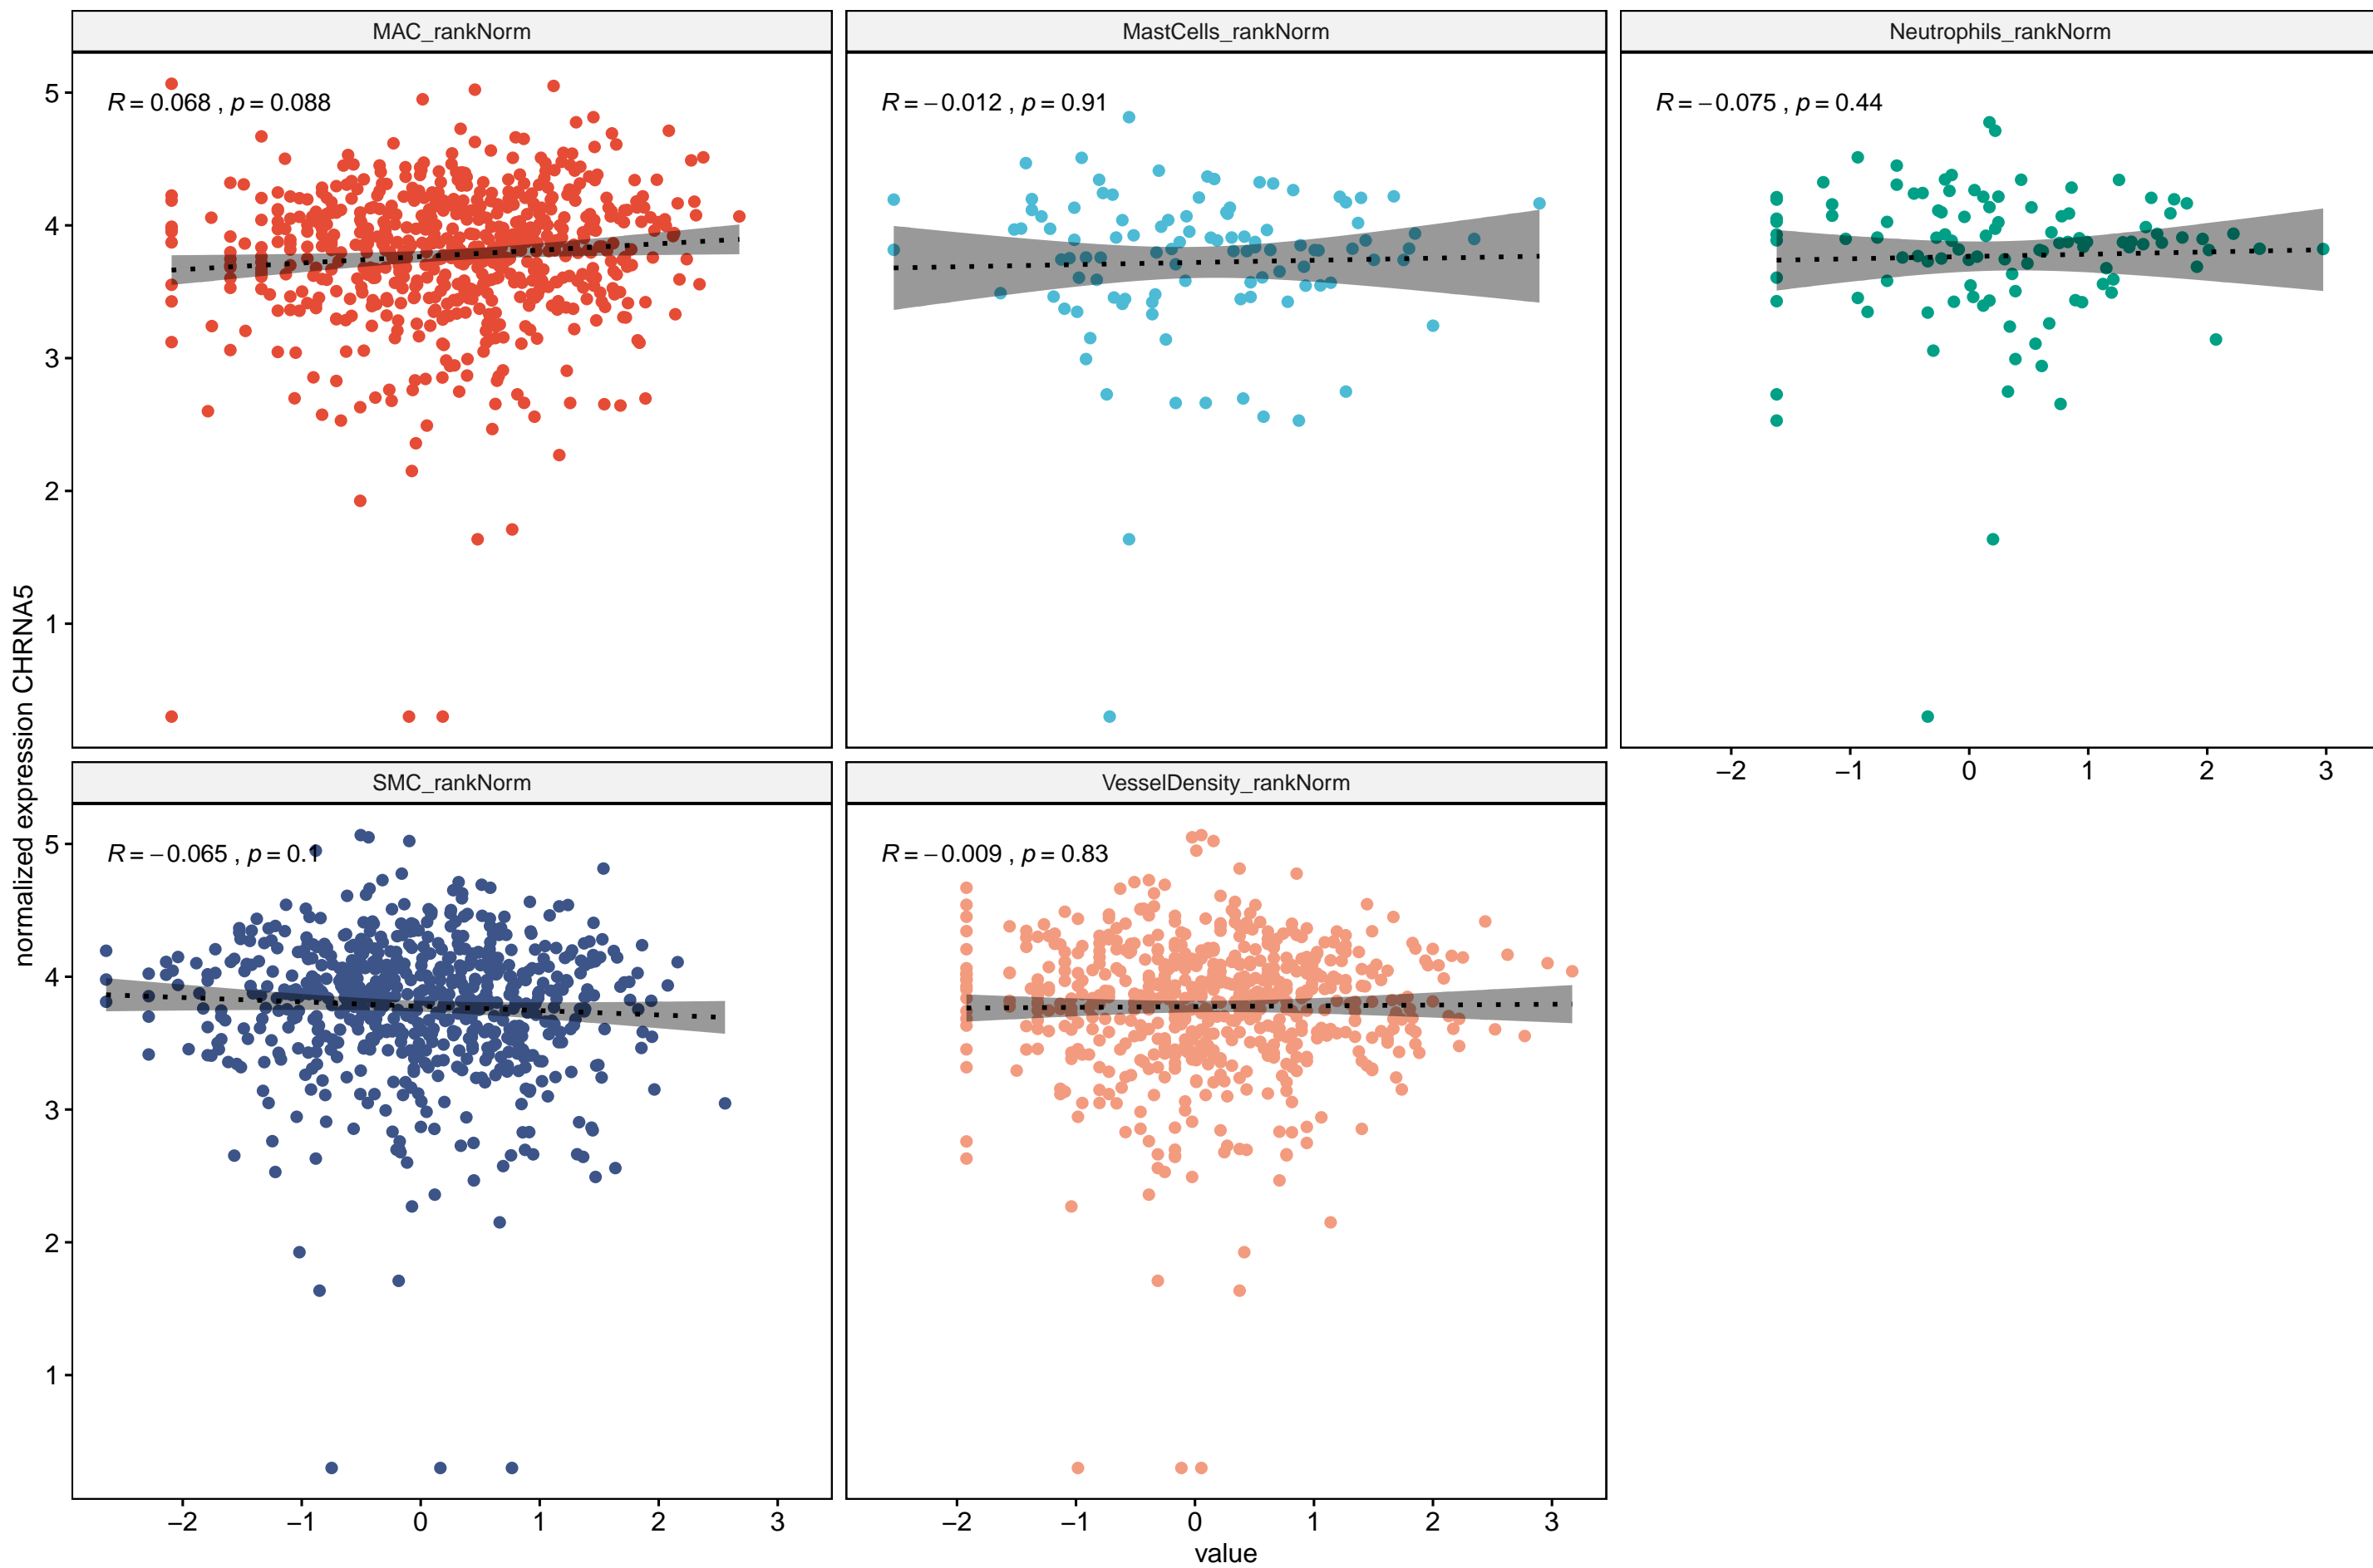 MAC_rankNorm
MastCells_rankNorm
Neutrophils_rankNorm
R = 0.068 , p = 0.088
R = −0.012 , p = 0.91
R = −0.075 , p = 0.44
5
4
3
2
1
−2 −1 0 1 2 3
normalized expression CHRNA5
SMC_rankNorm
VesselDensity_rankNorm
R = −0.065 , p = 0.1
R = −0.009 , p = 0.83
5
4
3
2
1
−2 −1 0 1 2 3
−2 −1 0 1 2 3
value